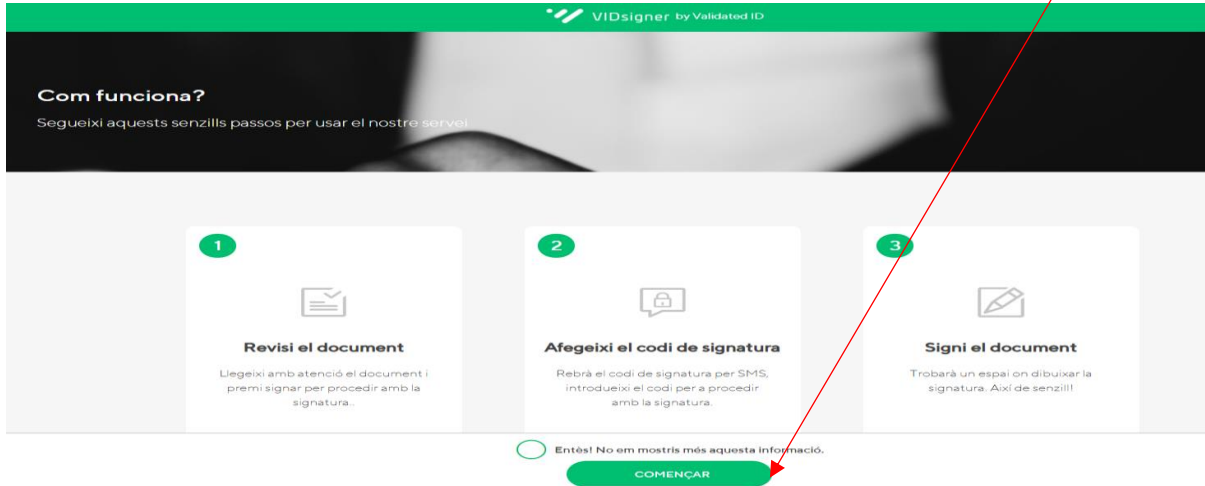 VIDsigner by Validated ID
Com funciona?
Segueixi aquests senzills passos per usar el nostre servei.
1
2
3
Revisi el document
Llegeixi amb atenció el document i
premi signar per procedir amb la
signatura..
Afegeixi el codi de signatura
Rebrà el codi de signatura per SMS,
introdueixi el codi per a procedir
amb la signatura.
Signi el document
Trobarà un espai on dibuixar la
signatura. Així de senzill!
Entès! No em mostris més aquesta informació.
COMENÇAR